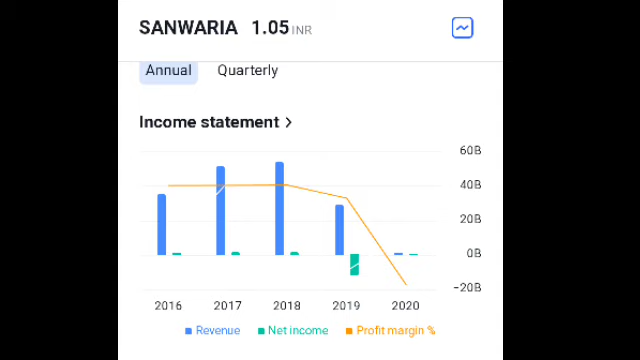 SANWARIA 1.05 INR
Annual Quarterly
Income statement >
60B
40B
20B
0B
−20B
2016 2017 2018 2019 2020
Revenue Net income Profit margin %